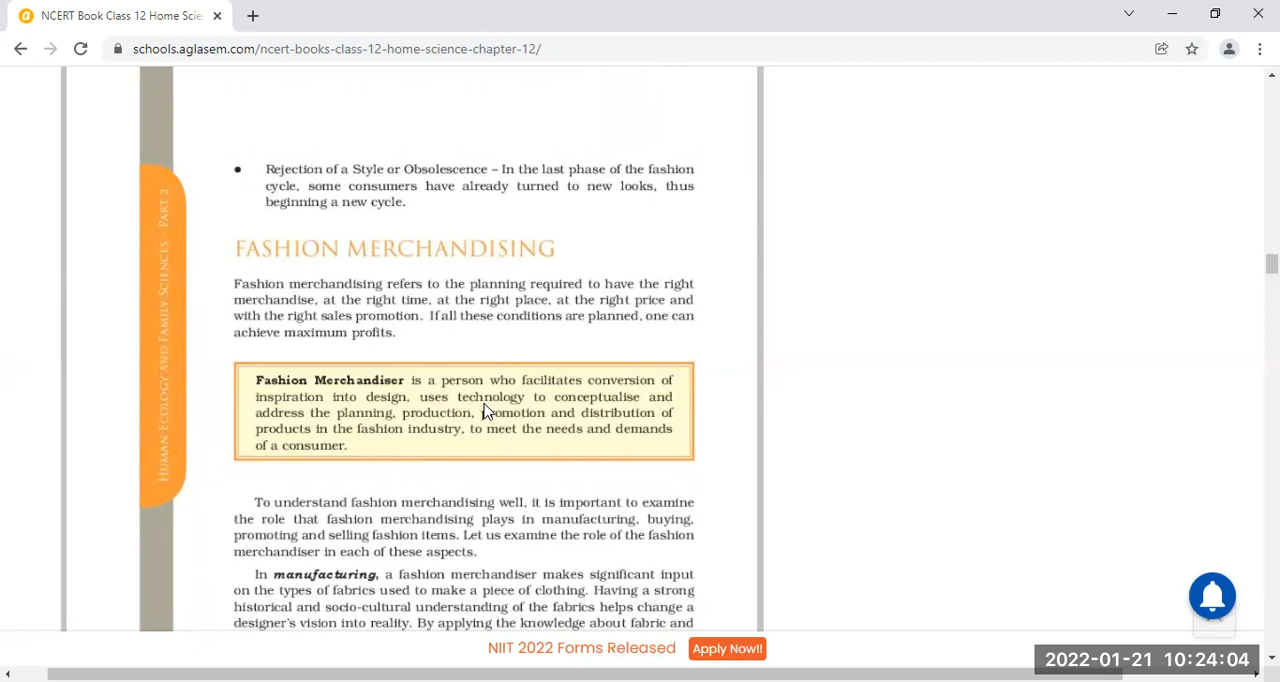 NCERT Book Class 12 Home Scie
schools.aglasem.com/ncert-books-class-12-home-science-chapter-12/
HUMAN ECOLOGY AND FAMILY SCIENCES – PART 2
● Rejection of a Style or Obsolescence – In the last phase of the fashion
cycle, some consumers have already turned to new looks, thus
beginning a new cycle.
FASHION MERCHANDISING
Fashion merchandising refers to the planning required to have the right
merchandise, at the right time, at the right place, at the right price and
with the right sales promotion. If all these conditions are planned, one can
achieve maximum profits.
Fashion Merchandiser is a person who facilitates conversion of
inspiration into design, uses technology to conceptualise and
address the planning, production, promotion and distribution of
products in the fashion industry, to meet the needs and demands
of a consumer.
To understand fashion merchandising well, it is important to examine
the role that fashion merchandising plays in manufacturing, buying,
promoting and selling fashion items. Let us examine the role of the fashion
merchandiser in each of these aspects.
In manufacturing, a fashion merchandiser makes significant input
on the types of fabrics used to make a piece of clothing. Having a strong
historical and socio-cultural understanding of the fabrics helps change a
designer's vision into reality. By applying the knowledge about fabric and
NIIT 2022 Forms Released Apply Now!!
2022-01-21 10:24:04